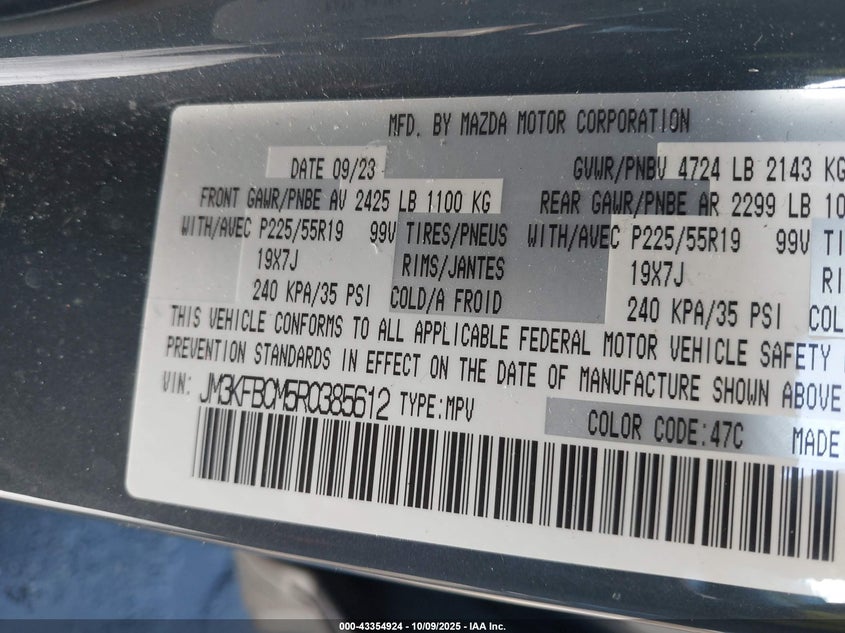 MFD. BY MAZDA MOTOR CORPORATION
DATE 09/23 GVWR/PNBV 4724 LB 2143 KG
FRONT GAWR/PNBE AV 2425 LB 1100 KG REAR GAWR/PNBE AR 2299 LB 10
WITH/AVEC P225/55R19 99V TIRES/PNEUS WITH/AVEC P225/55R19 99V TI
19X7J RIMS/JANTES 19X7J RI
240 KPA/35 PSI COLD/A FROID 240 KPA/35 PSI COL
THIS VEHICLE CONFORMS TO ALL APPLICABLE FEDERAL MOTOR VEHICLE SAFETY
PREVENTION STANDARDS IN EFFECT ON THE DATE OF MANUFACTURE SHOWN ABOVE
VIN: JM3KFBCM5R0385612 TYPE:MPV
COLOR CODE:47C MADE
000-43354924 - 10/09/2025 - IAA Inc.